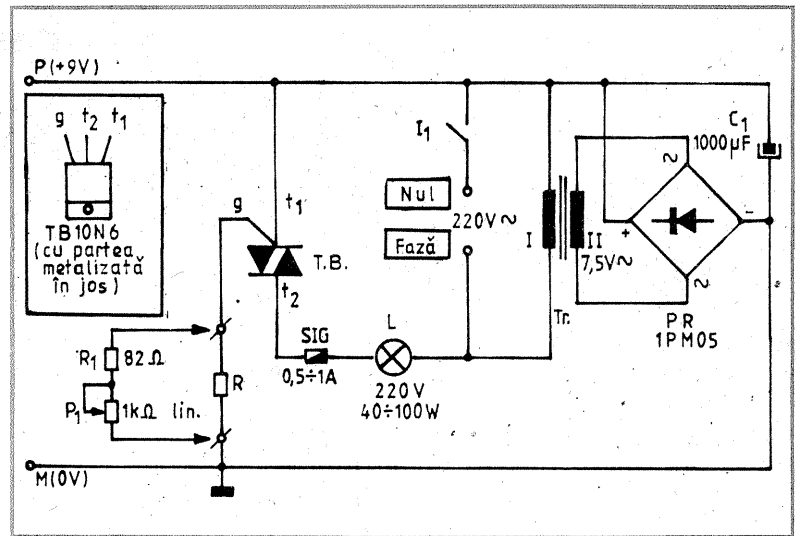 P(+9V)
g t2 t1
TB10N6
(cu partea
metalizată
în jos)
R1 82Ω
P1 1kΩ lin.
M(0V)
g
t1
T.B.
t2
R
SIG
0,5÷1A
L
220V
40÷100W
I1
Nul
220V~
Fază
I
II
7,5V~
Tr.
~
+
-
~
PR
1PM05
C1
1000μF